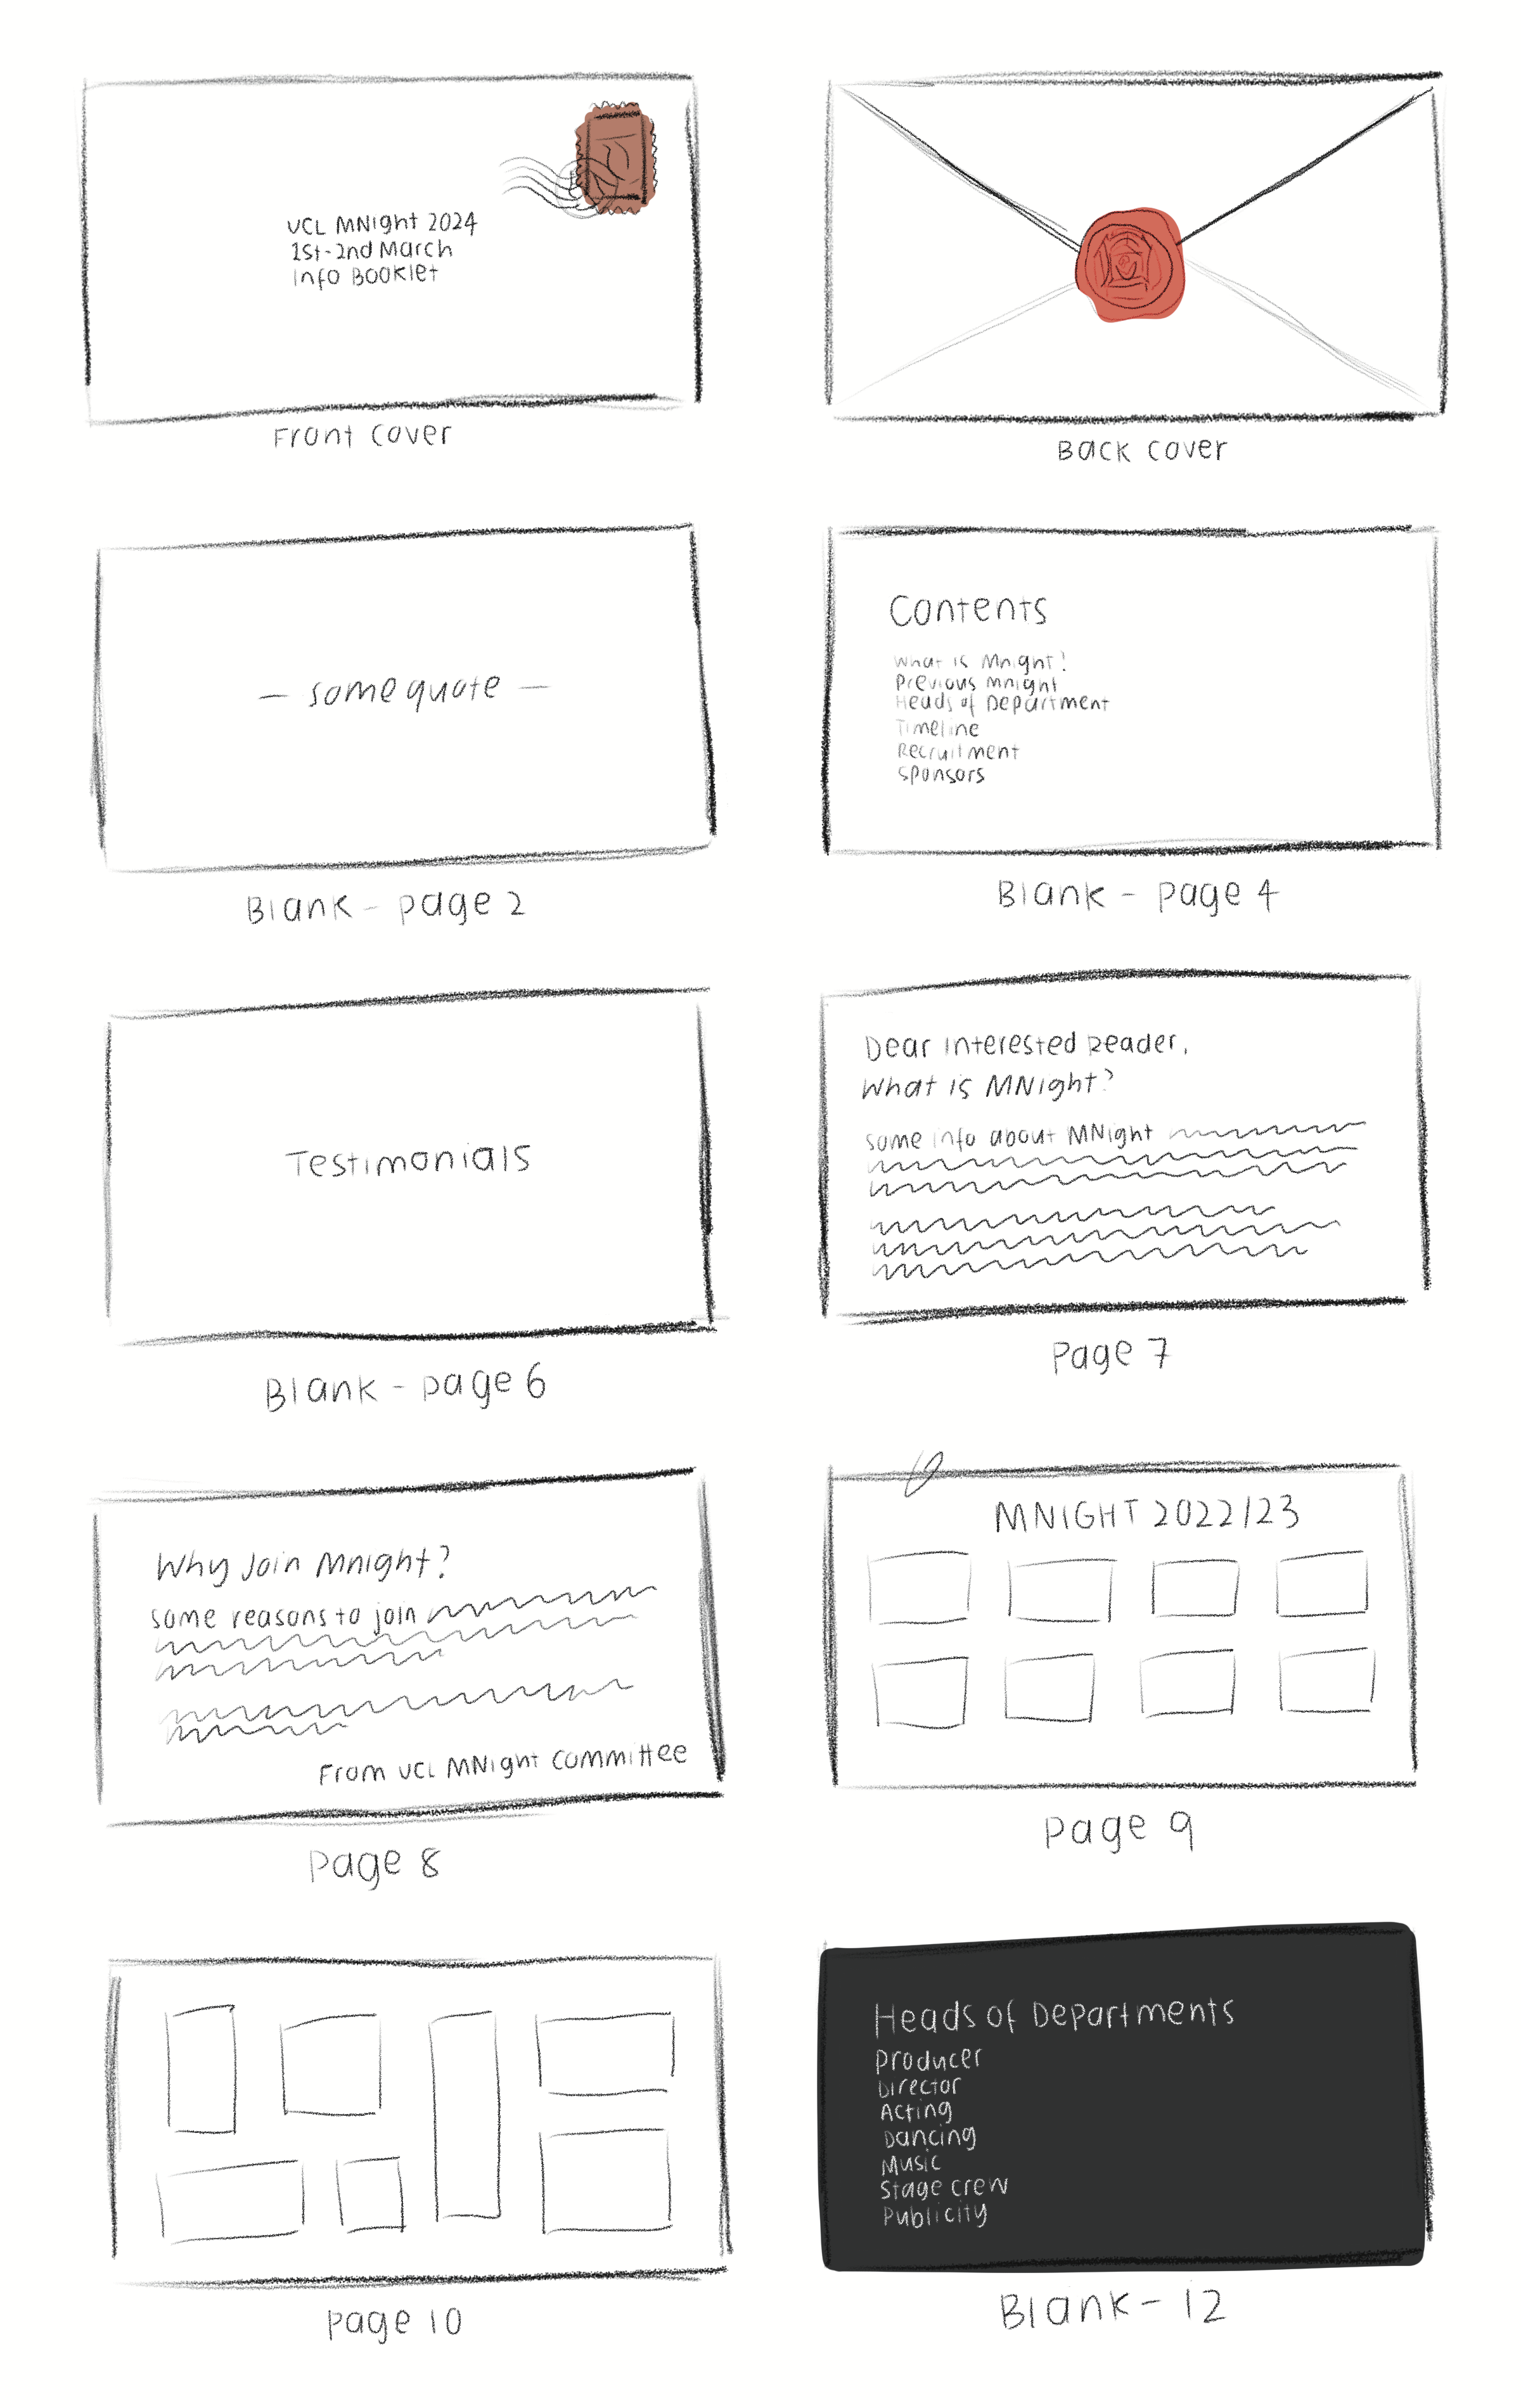 UCL MNight 2024
1st-2nd March
Info Booklet
Front cover
Back cover
— some quote —
Blank - page 2
Contents
What is Mnight?
Previous Mnight
Heads of Department
Timeline
Recruitment
Sponsors
Blank - page 4
Testimonials
Blank - page 6
Dear Interested Reader,
What is MNight?
some info about MNight
Page 7
Why Join Mnight?
some reasons to join
From UCL MNight Committee
Page 8
MNIGHT 2022/23
Page 9
Page 10
Heads of Departments
Producer
Director
Acting
Dancing
Music
Stage crew
Publicity
Blank - 12